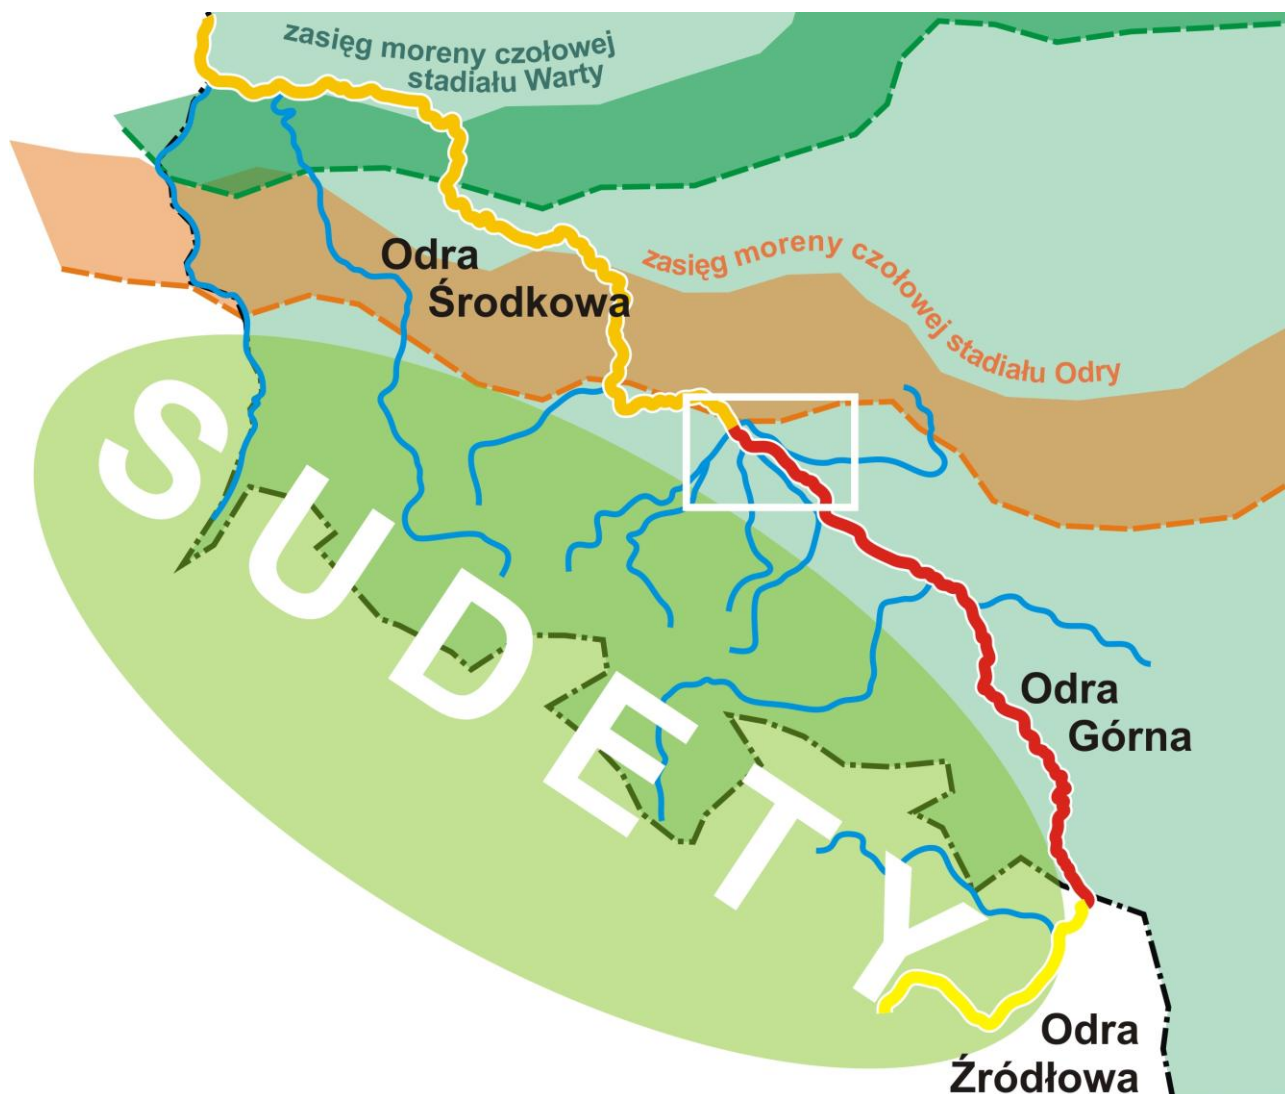 zasięg moreny czołowej
stadiału Warty
Odra
Środkowa
zasięg moreny czołowej stadiału Odry
SUDETY
Odra
Górna
Odra
Źródłowa